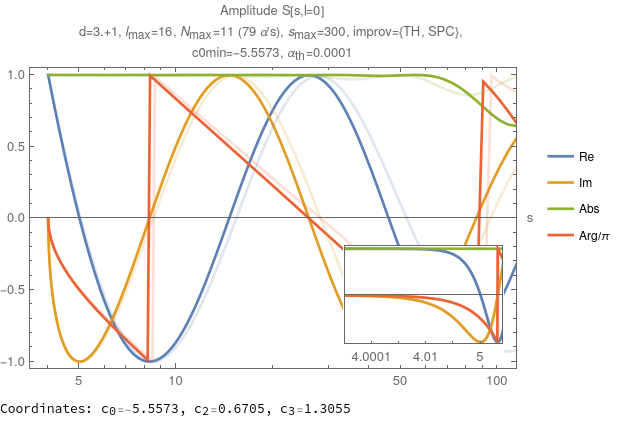 Amplitude S[s,l=0]
d=3.+1, lmax=16, Nmax=11 (79 α's), smax=300, improv={TH, SPC},
c0min=-5.5573, αth=0.0001
1.0
0.5
0.0
-0.5
-1.0
5
10
50
100
s
4.0001
4.01
5
Re
Im
Abs
Arg/π
Coordinates: c0=-5.5573, c2=0.6705, c3=1.3055